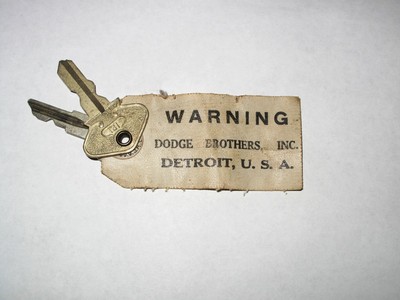 WARNING
DODGE BROTHERS, INC.
DETROIT, U. S. A.